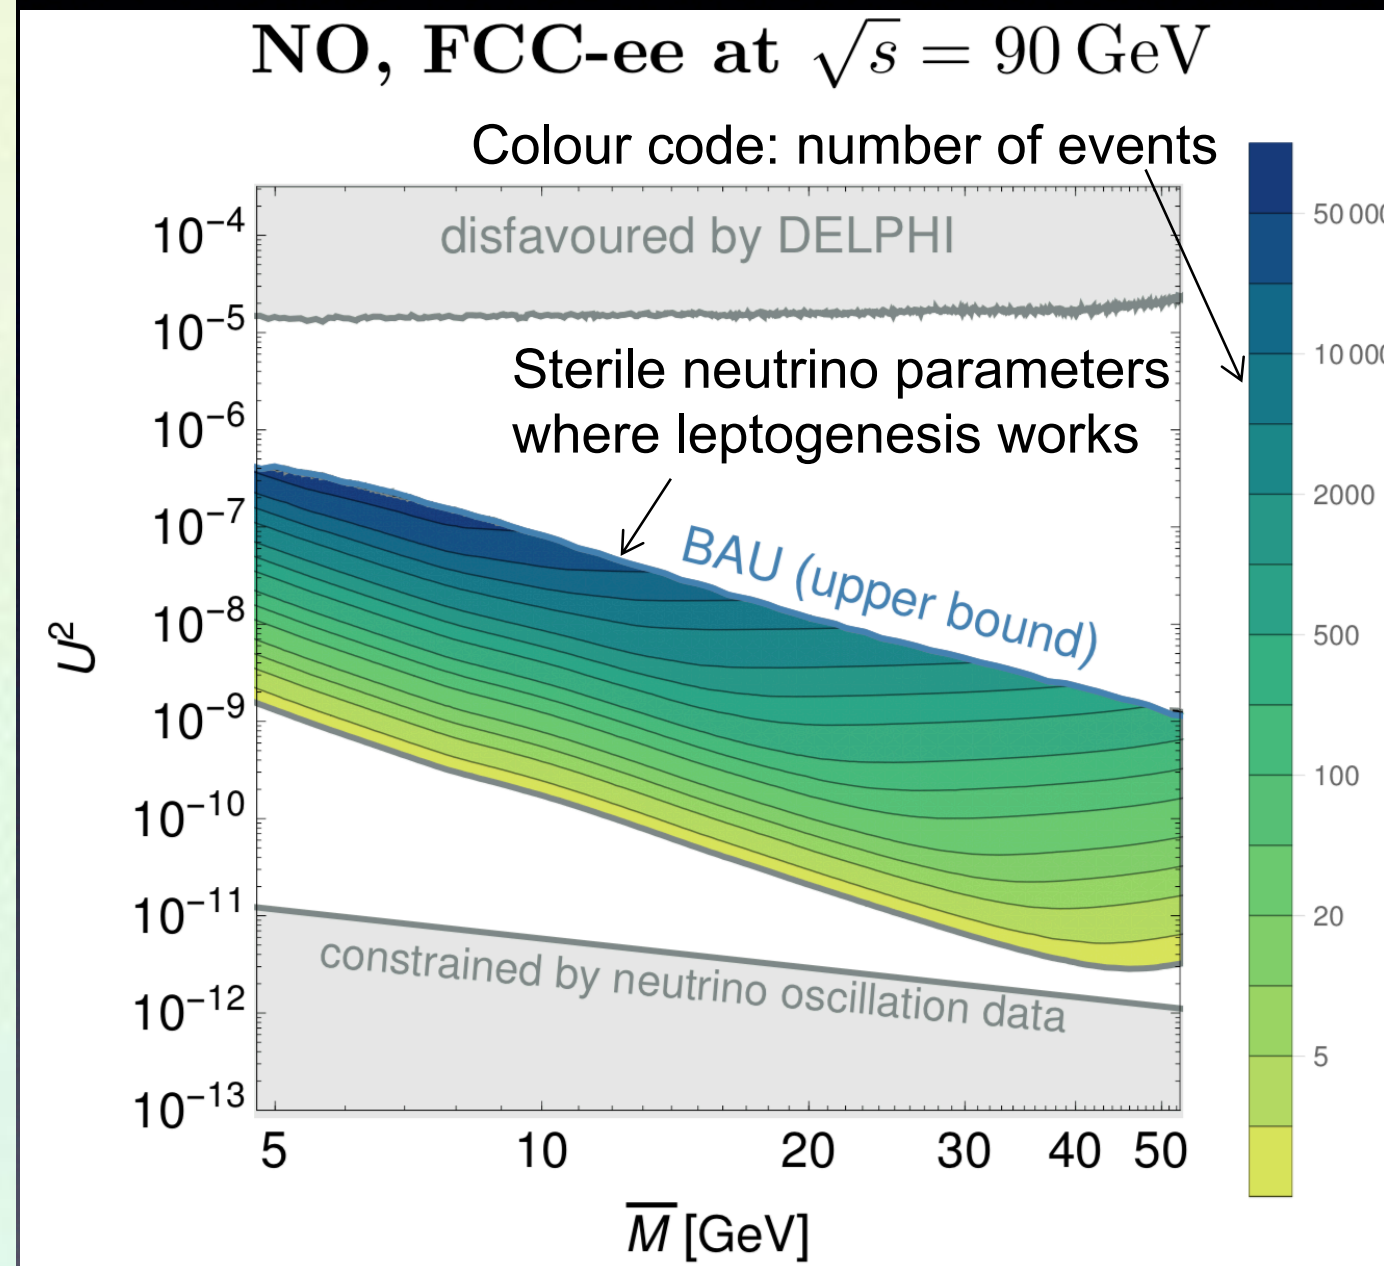 NO, FCC-ee at √s = 90 GeV
Colour code: number of events
disfavoured by DELPHI
Sterile neutrino parameters
where leptogenesis works
BAU (upper bound)
constrained by neutrino oscillation data
U²
10⁻⁴
10⁻⁵
10⁻⁶
10⁻⁷
10⁻⁸
10⁻⁹
10⁻¹⁰
10⁻¹¹
10⁻¹²
10⁻¹³
5 10 20 30 40 50
M̅ [GeV]
50 000
10 000
2000
500
100
20
5